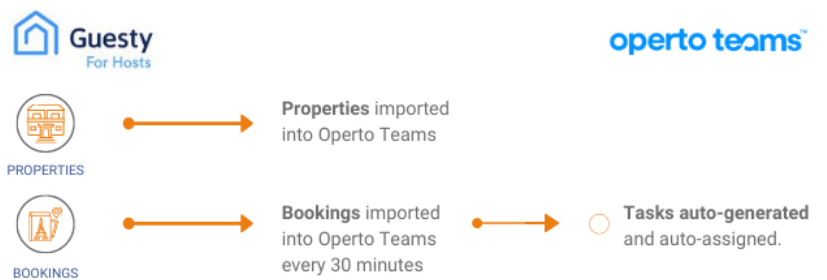 Guesty
For Hosts
operto teams™
Properties imported
into Operto Teams
PROPERTIES
Bookings imported
into Operto Teams
every 30 minutes
Tasks auto-generated
and auto-assigned.
BOOKINGS